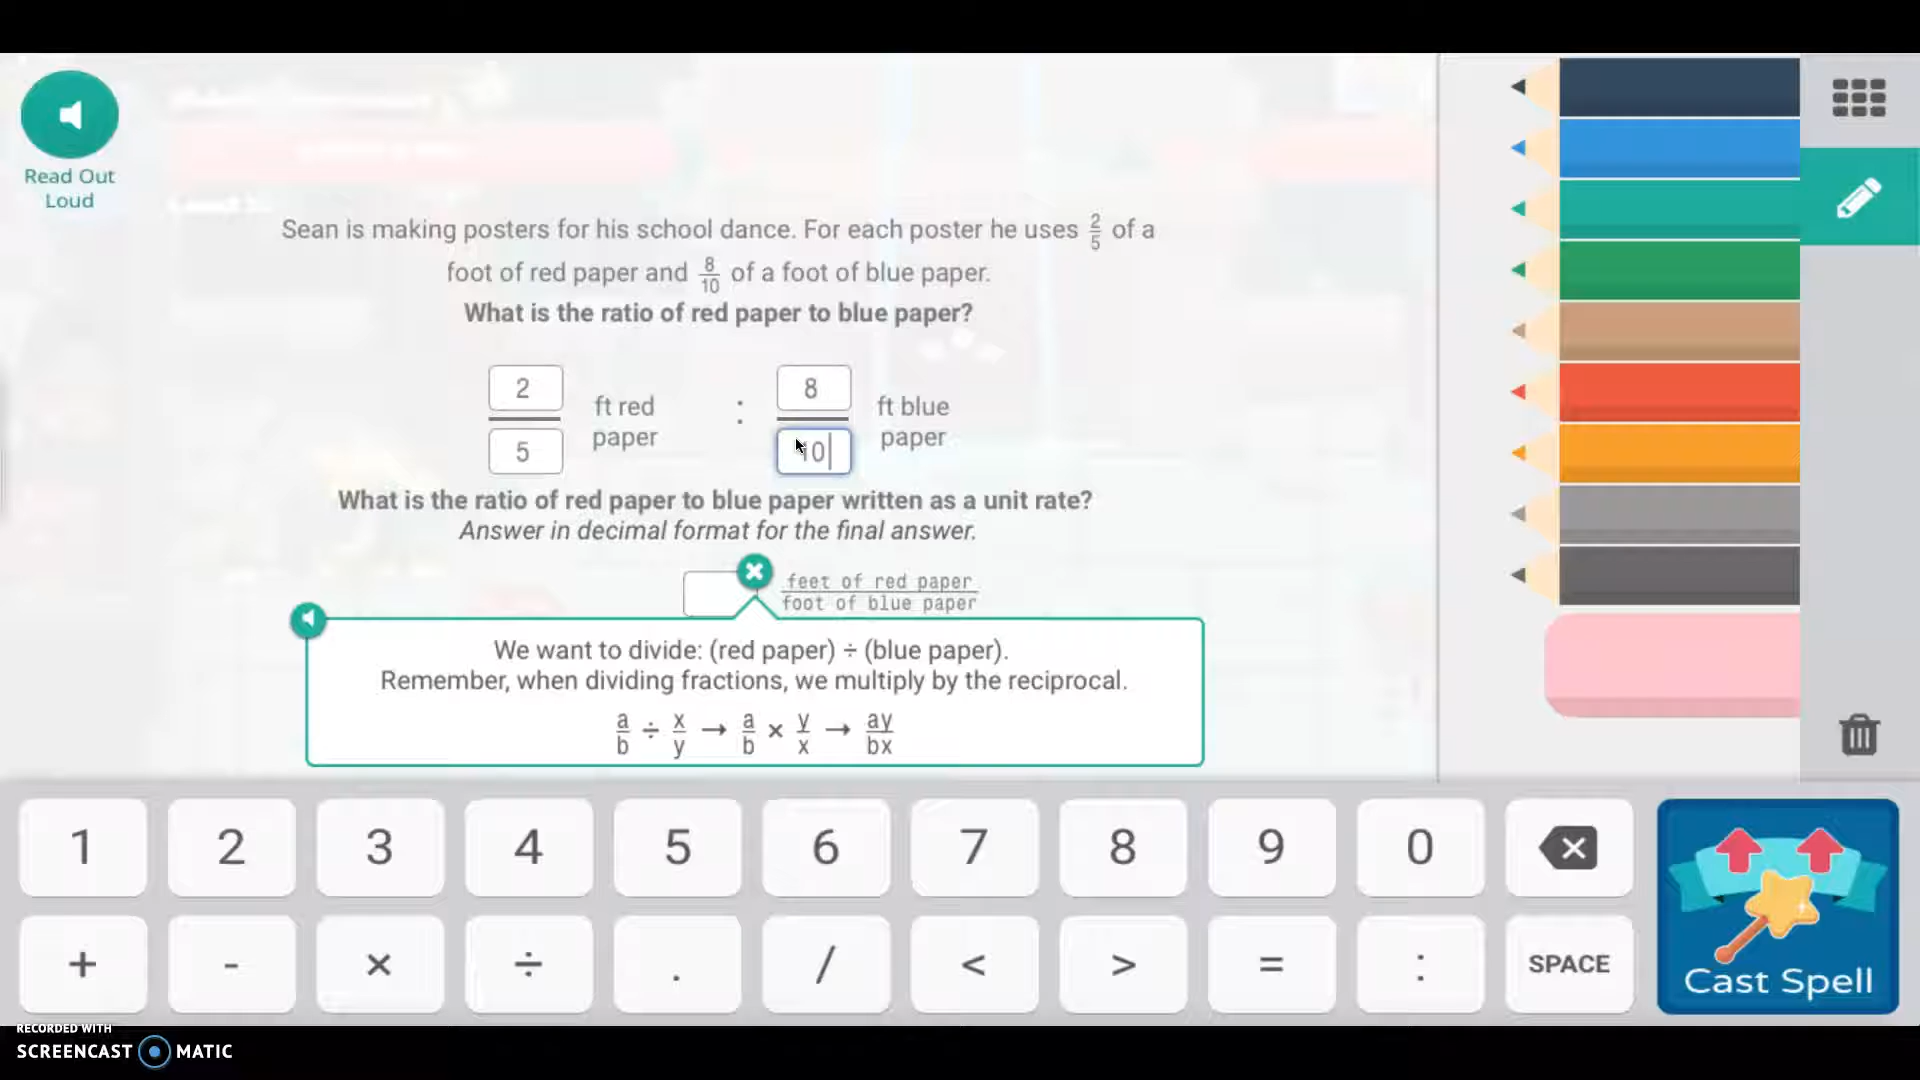 Read Out
Loud
Sean is making posters for his school dance. For each poster he uses 2/5 of a
foot of red paper and 8/10 of a foot of blue paper.
What is the ratio of red paper to blue paper?
2
5
ft red
paper
:
8
10
ft blue
paper
What is the ratio of red paper to blue paper written as a unit rate?
Answer in decimal format for the final answer.
feet of red paper
foot of blue paper
We want to divide: (red paper) ÷ (blue paper).
Remember, when dividing fractions, we multiply by the reciprocal.
a/b ÷ x/y → a/b × y/x → ay/bx
1 2 3 4 5 6 7 8 9 0
+ - × ÷ . / < > = : SPACE
Cast Spell
RECORDED WITH
SCREENCAST MATIC